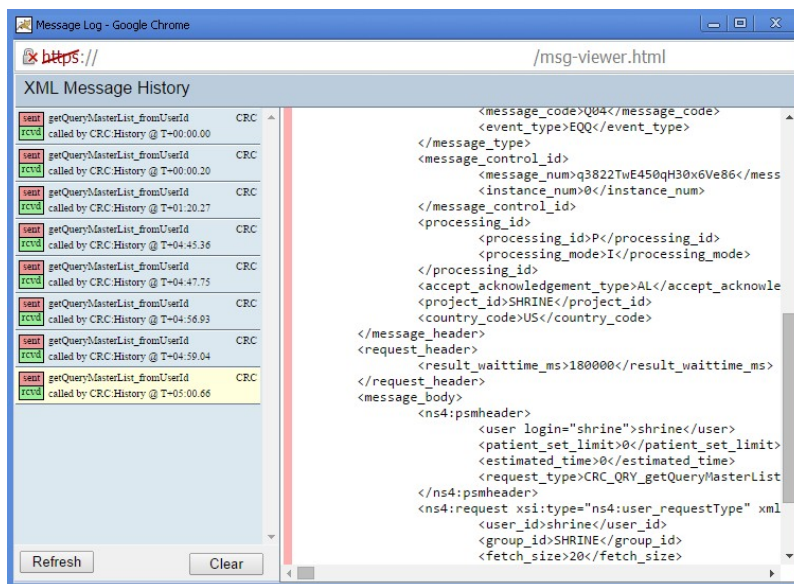 Message Log - Google Chrome
https:// /msg-viewer.html
XML Message History
sent getQueryMasterList_fromUserId CRC
rcvd called by CRC:History @ T+00:00.00
sent getQueryMasterList_fromUserId CRC
rcvd called by CRC:History @ T+00:00.20
sent getQueryMasterList_fromUserId CRC
rcvd called by CRC:History @ T+01:20.27
sent getQueryMasterList_fromUserId CRC
rcvd called by CRC:History @ T+04:45.36
sent getQueryMasterList_fromUserId CRC
rcvd called by CRC:History @ T+04:47.75
sent getQueryMasterList_fromUserId CRC
rcvd called by CRC:History @ T+04:56.93
sent getQueryMasterList_fromUserId CRC
rcvd called by CRC:History @ T+04:59.04
sent getQueryMasterList_fromUserId CRC
rcvd called by CRC:History @ T+05:00.66
Refresh
Clear
<message_code>Q04</message_code>
<event_type>EQQ</event_type>
</message_type>
<message_control_id>
<message_num>q3822TwE450qH30x6Ve86</mess
<instance_num>0</instance_num>
</message_control_id>
<processing_id>
<processing_id>P</processing_id>
<processing_mode>I</processing_mode>
</processing_id>
<accept_acknowledgement_type>AL</accept_acknowle
<project_id>SHRINE</project_id>
<country_code>US</country_code>
</message_header>
<request_header>
<result_waittime_ms>180000</result_waittime_ms>
</request_header>
<message_body>
<ns4:psmheader>
<user login="shrine">shrine</user>
<patient_set_limit>0</patient_set_limit>
<estimated_time>0</estimated_time>
<request_type>CRC_QRY_getQueryMasterList
</ns4:psmheader>
<ns4:request xsi:type="ns4:user_requestType" xml
<user_id>shrine</user_id>
<group_id>SHRINE</group_id>
<fetch_size>20</fetch_size>